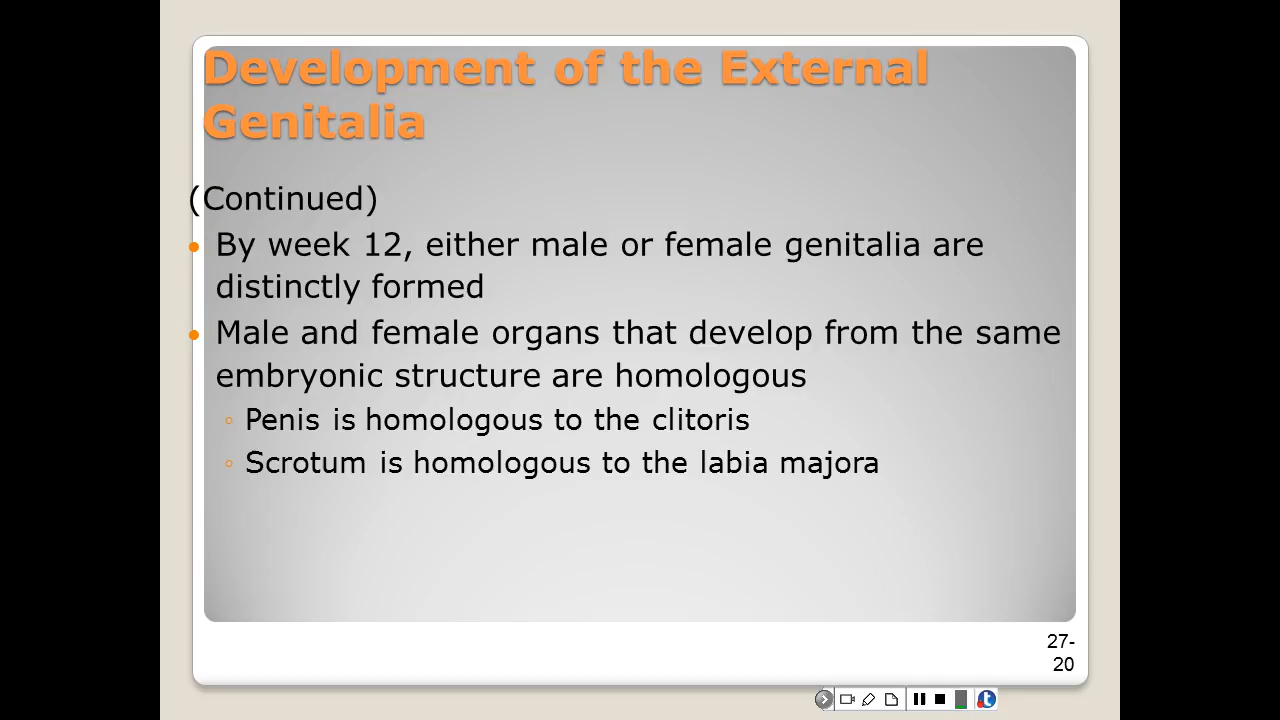 Development of the External
Genitalia
(Continued)
• By week 12, either male or female genitalia are
distinctly formed
• Male and female organs that develop from the same
embryonic structure are homologous
◦ Penis is homologous to the clitoris
◦ Scrotum is homologous to the labia majora
27-
20
t